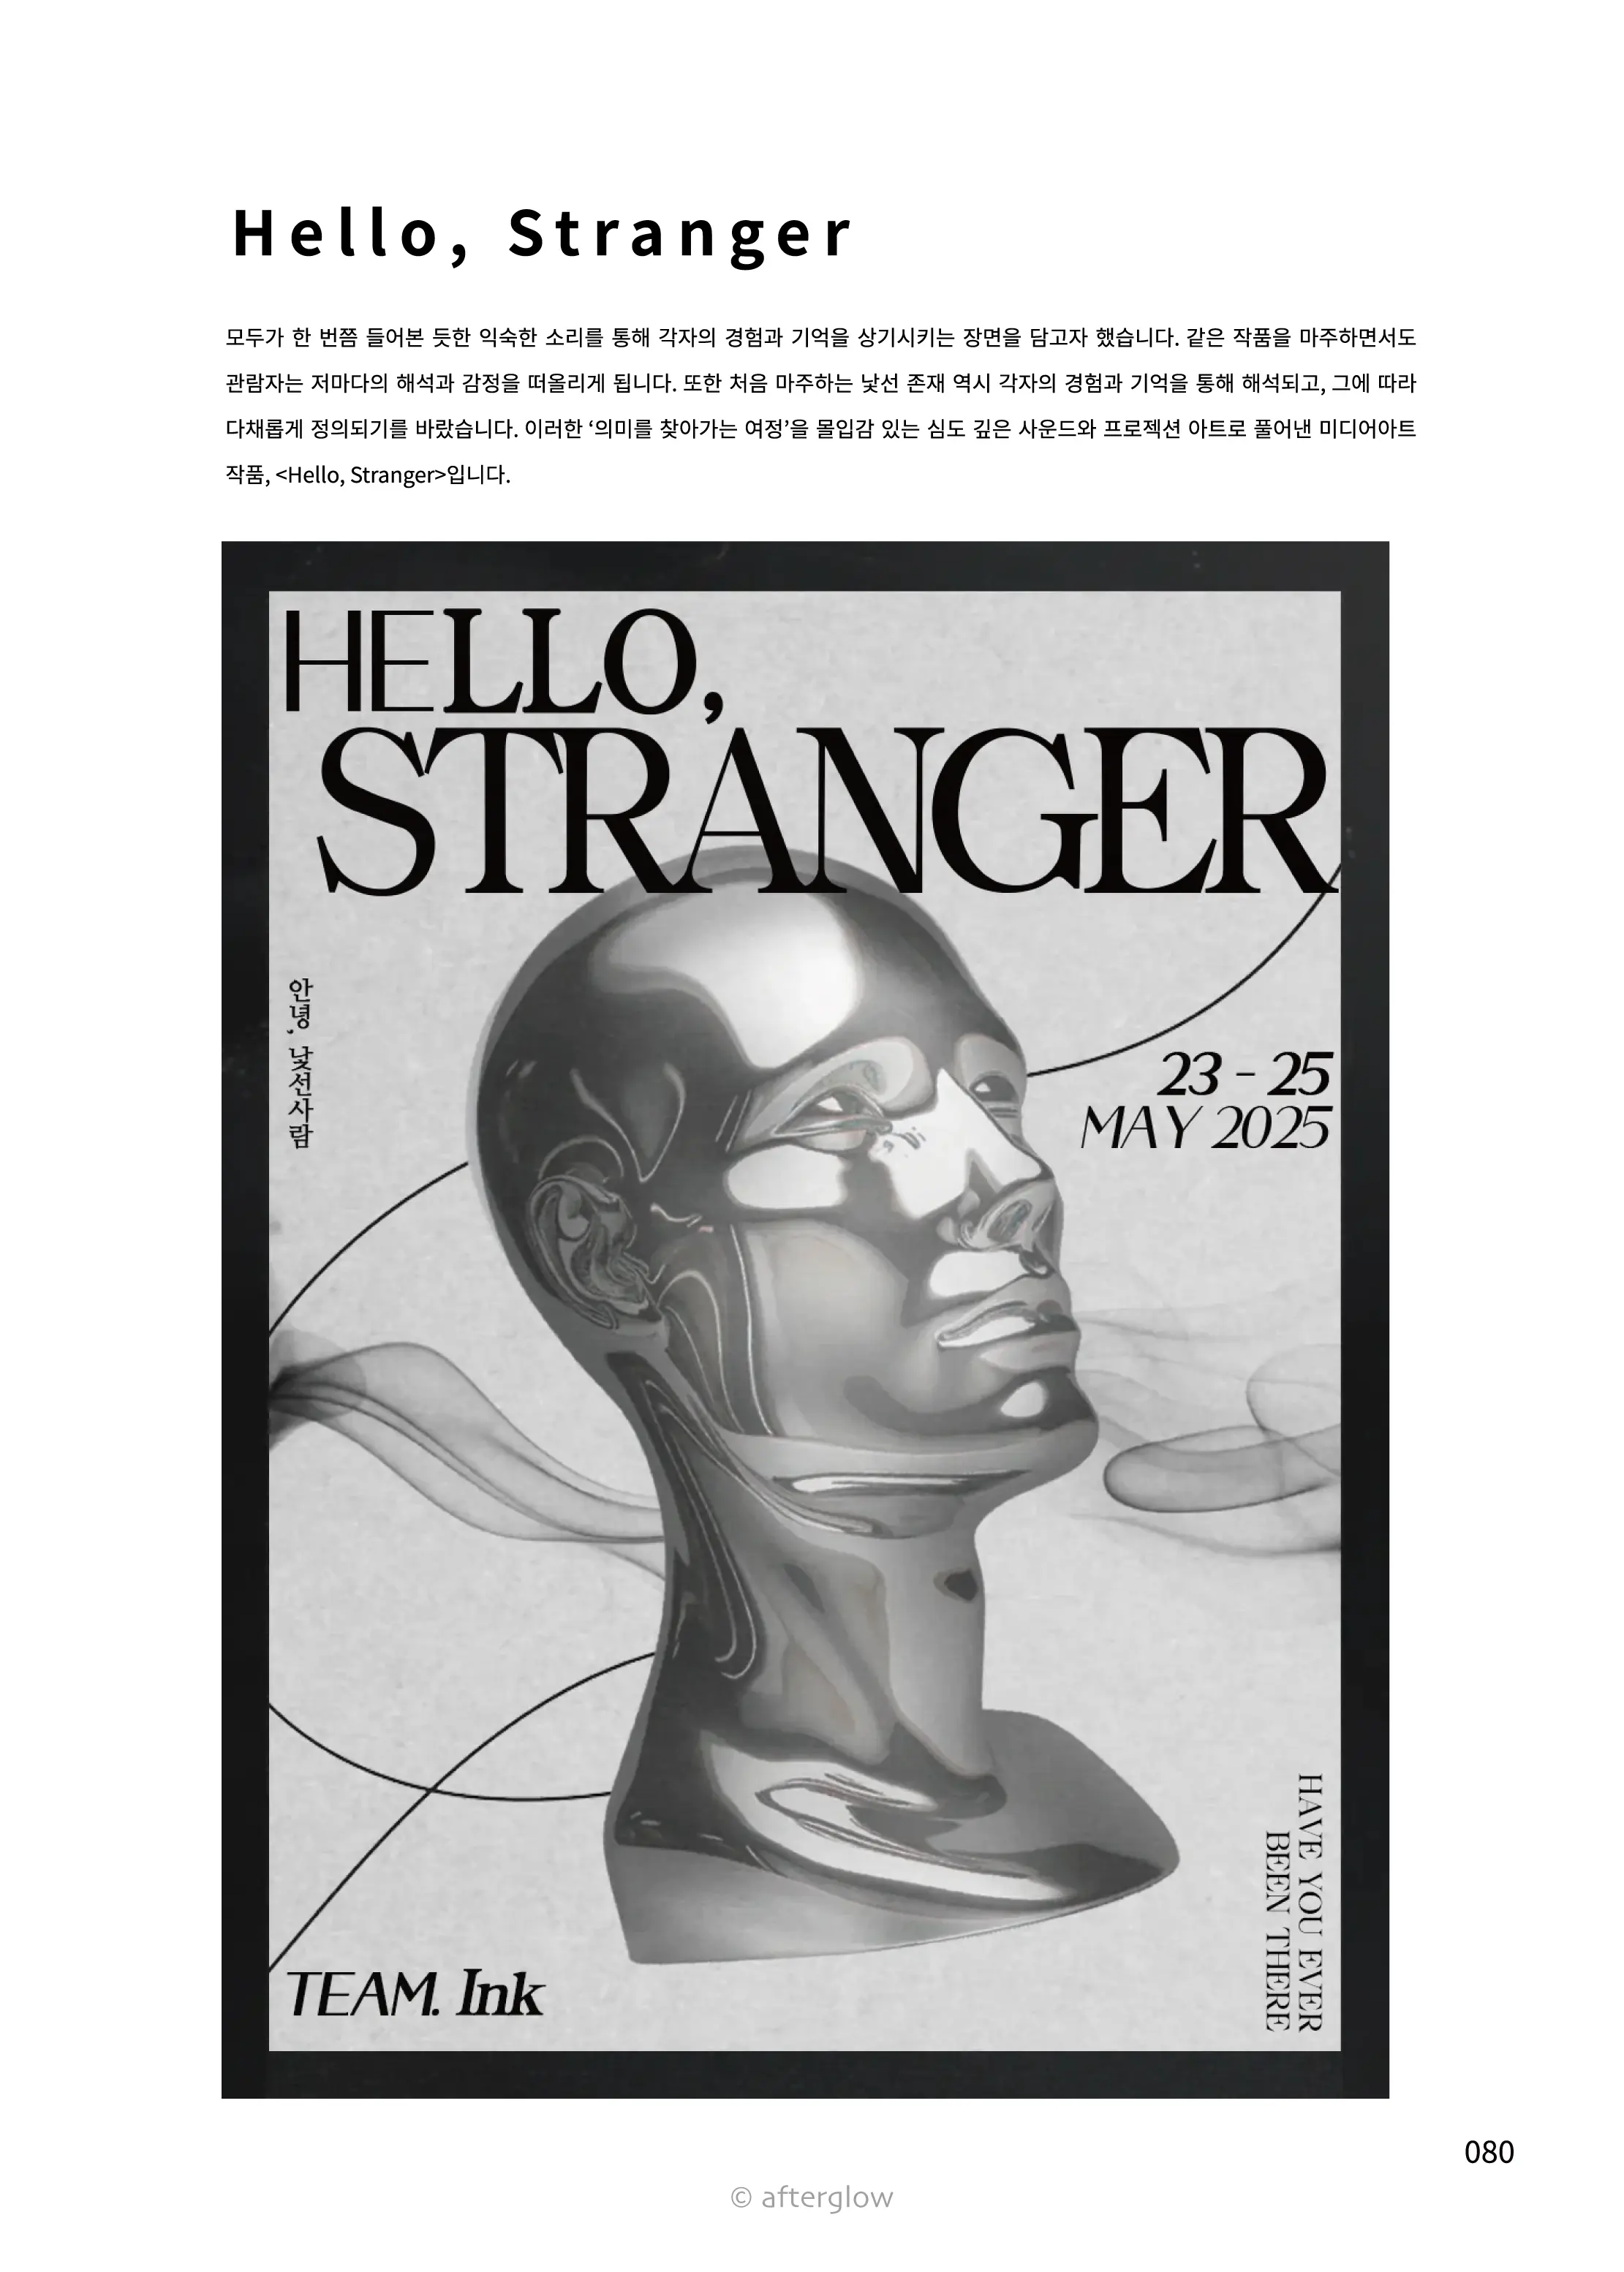 Hello, Stranger
모두가 한 번쯤 들어본 듯한 익숙한 소리를 통해 각자의 경험과 기억을 상기시키는 장면을 담고자 했습니다. 같은 작품을 마주하면서도
관람자는 저마다의 해석과 감정을 떠올리게 됩니다. 또한 처음 마주하는 낯선 존재 역시 각자의 경험과 기억을 통해 해석되고, 그에 따라
다채롭게 정의되기를 바랐습니다. 이러한 ‘의미를 찾아가는 여정’을 몰입감 있는 심도 깊은 사운드와 프로젝션 아트로 풀어낸 미디어아트
작품, <Hello, Stranger>입니다.
HELLO,
STRANGER
안녕, 낯선사람
23 - 25
MAY 2025
HAVE YOU EVER
BEEN THERE
TEAM. Ink
080
© afterglow